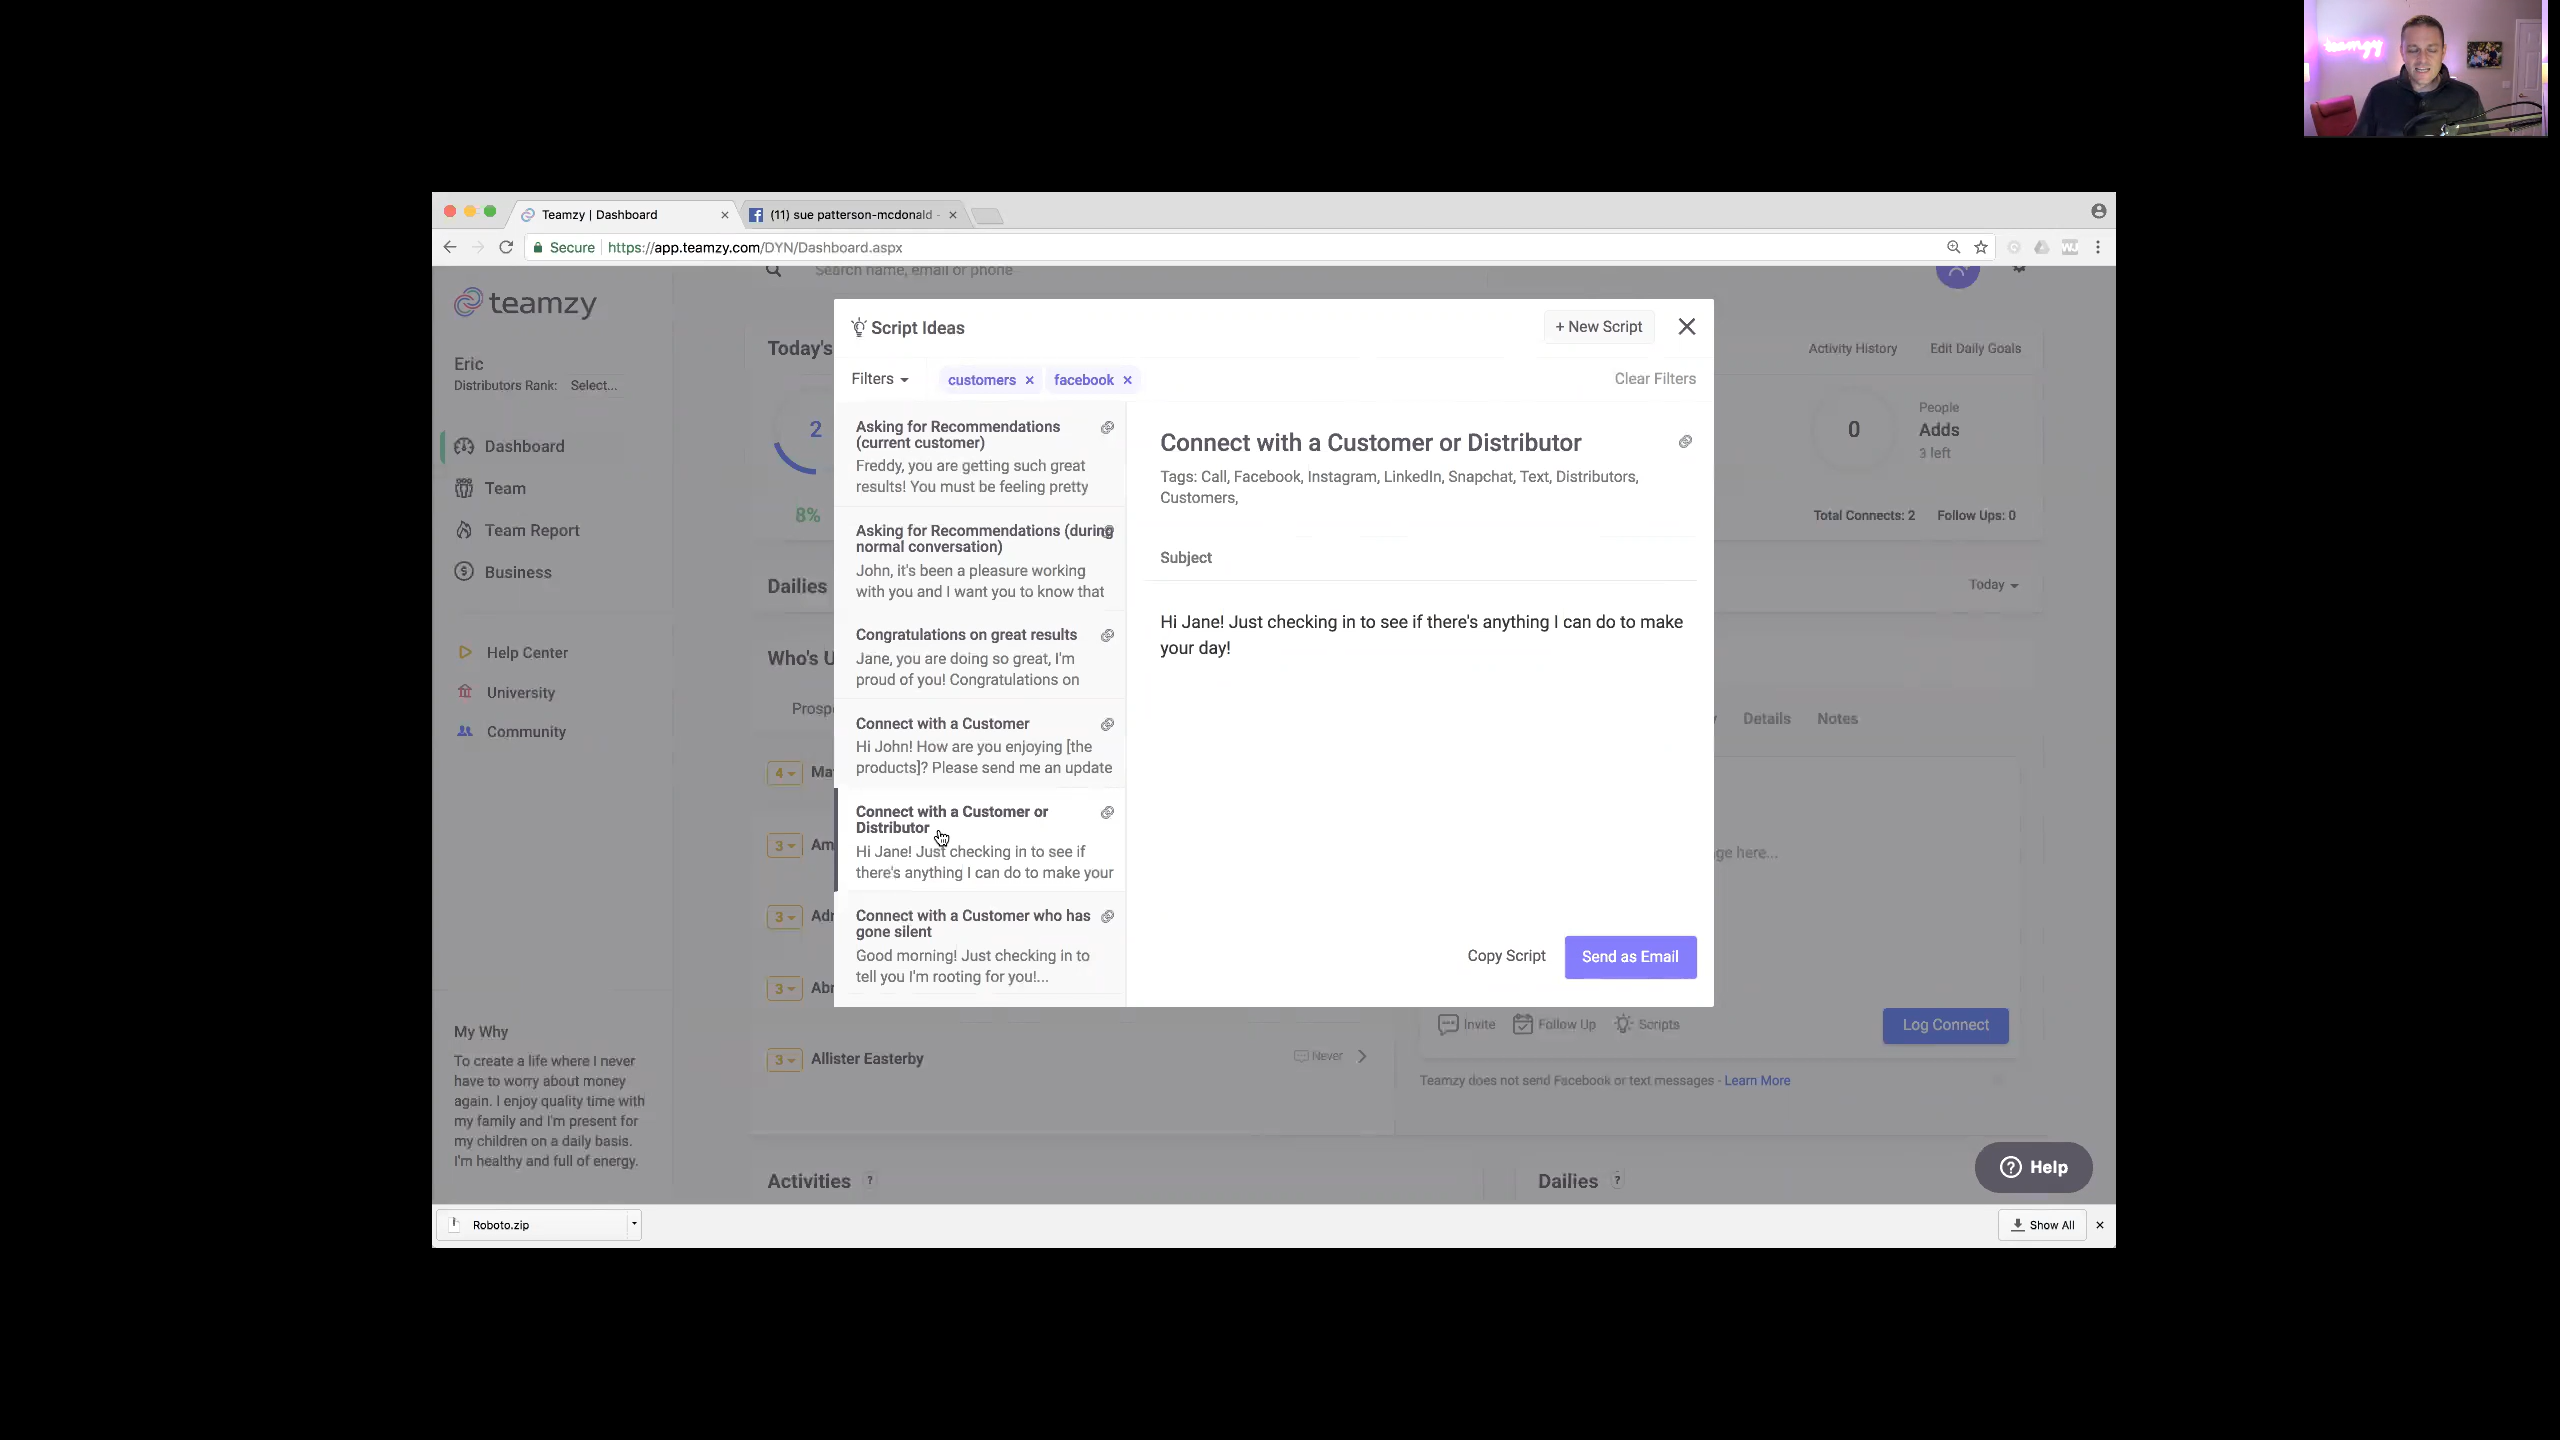 teamzy
Teamzy | Dashboard
(11) sue patterson-mcdonald -
Secure
https://app.teamzy.com/DYN/Dashboard.aspx
Search name, email or phone
teamzy
Eric
Distributors Rank: Select...
Dashboard
Team
Team Report
Business
Help Center
University
Community
My Why
To create a life where I never
have to worry about money
again. I enjoy quality time with
my family and I'm present for
my children on a daily basis.
I'm healthy and full of energy.
Today's
2
8%
Dailies
Who's U
Prosp
4 Ma
3 Am
3 Adr
3 Abr
3 Allister Easterby
Never
Script Ideas
+ New Script
Filters
customers
facebook
Clear Filters
Asking for Recommendations
(current customer)
Freddy, you are getting such great
results! You must be feeling pretty
Asking for Recommendations (during
normal conversation)
John, it's been a pleasure working
with you and I want you to know that
Congratulations on great results
Jane, you are doing so great, I'm
proud of you! Congratulations on
Connect with a Customer
Hi John! How are you enjoying [the
products]? Please send me an update
Connect with a Customer or
Distributor
Hi Jane! Just checking in to see if
there's anything I can do to make your
Connect with a Customer who has
gone silent
Good morning! Just checking in to
tell you I'm rooting for you!...
Connect with a Customer or Distributor
Tags: Call, Facebook, Instagram, LinkedIn, Snapchat, Text, Distributors,
Customers,
Subject
Hi Jane! Just checking in to see if there's anything I can do to make
your day!
Copy Script
Send as Email
Activity History
Edit Daily Goals
0
People
Adds
3 left
Total Connects: 2
Follow Ups: 0
Today
y
Details
Notes
ge here...
Invite
Follow Up
Scripts
Log Connect
Teamzy does not send Facebook or text messages - Learn More
Activities ?
Dailies ?
Help
Roboto.zip
Show All